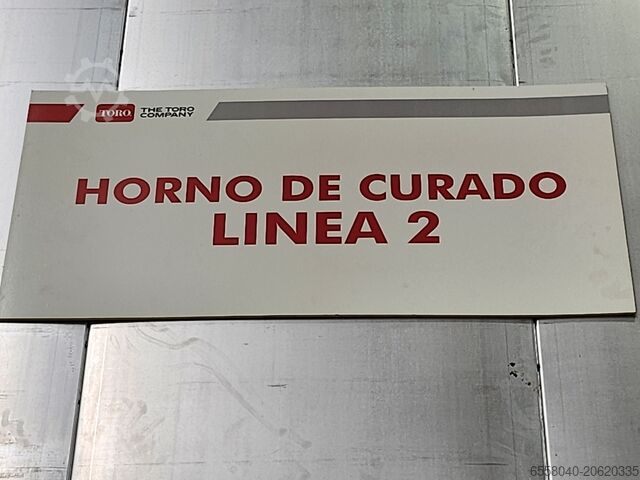 TORO THE TORO
COMPANY
HORNO DE CURADO
LINEA 2
6558040-20620335